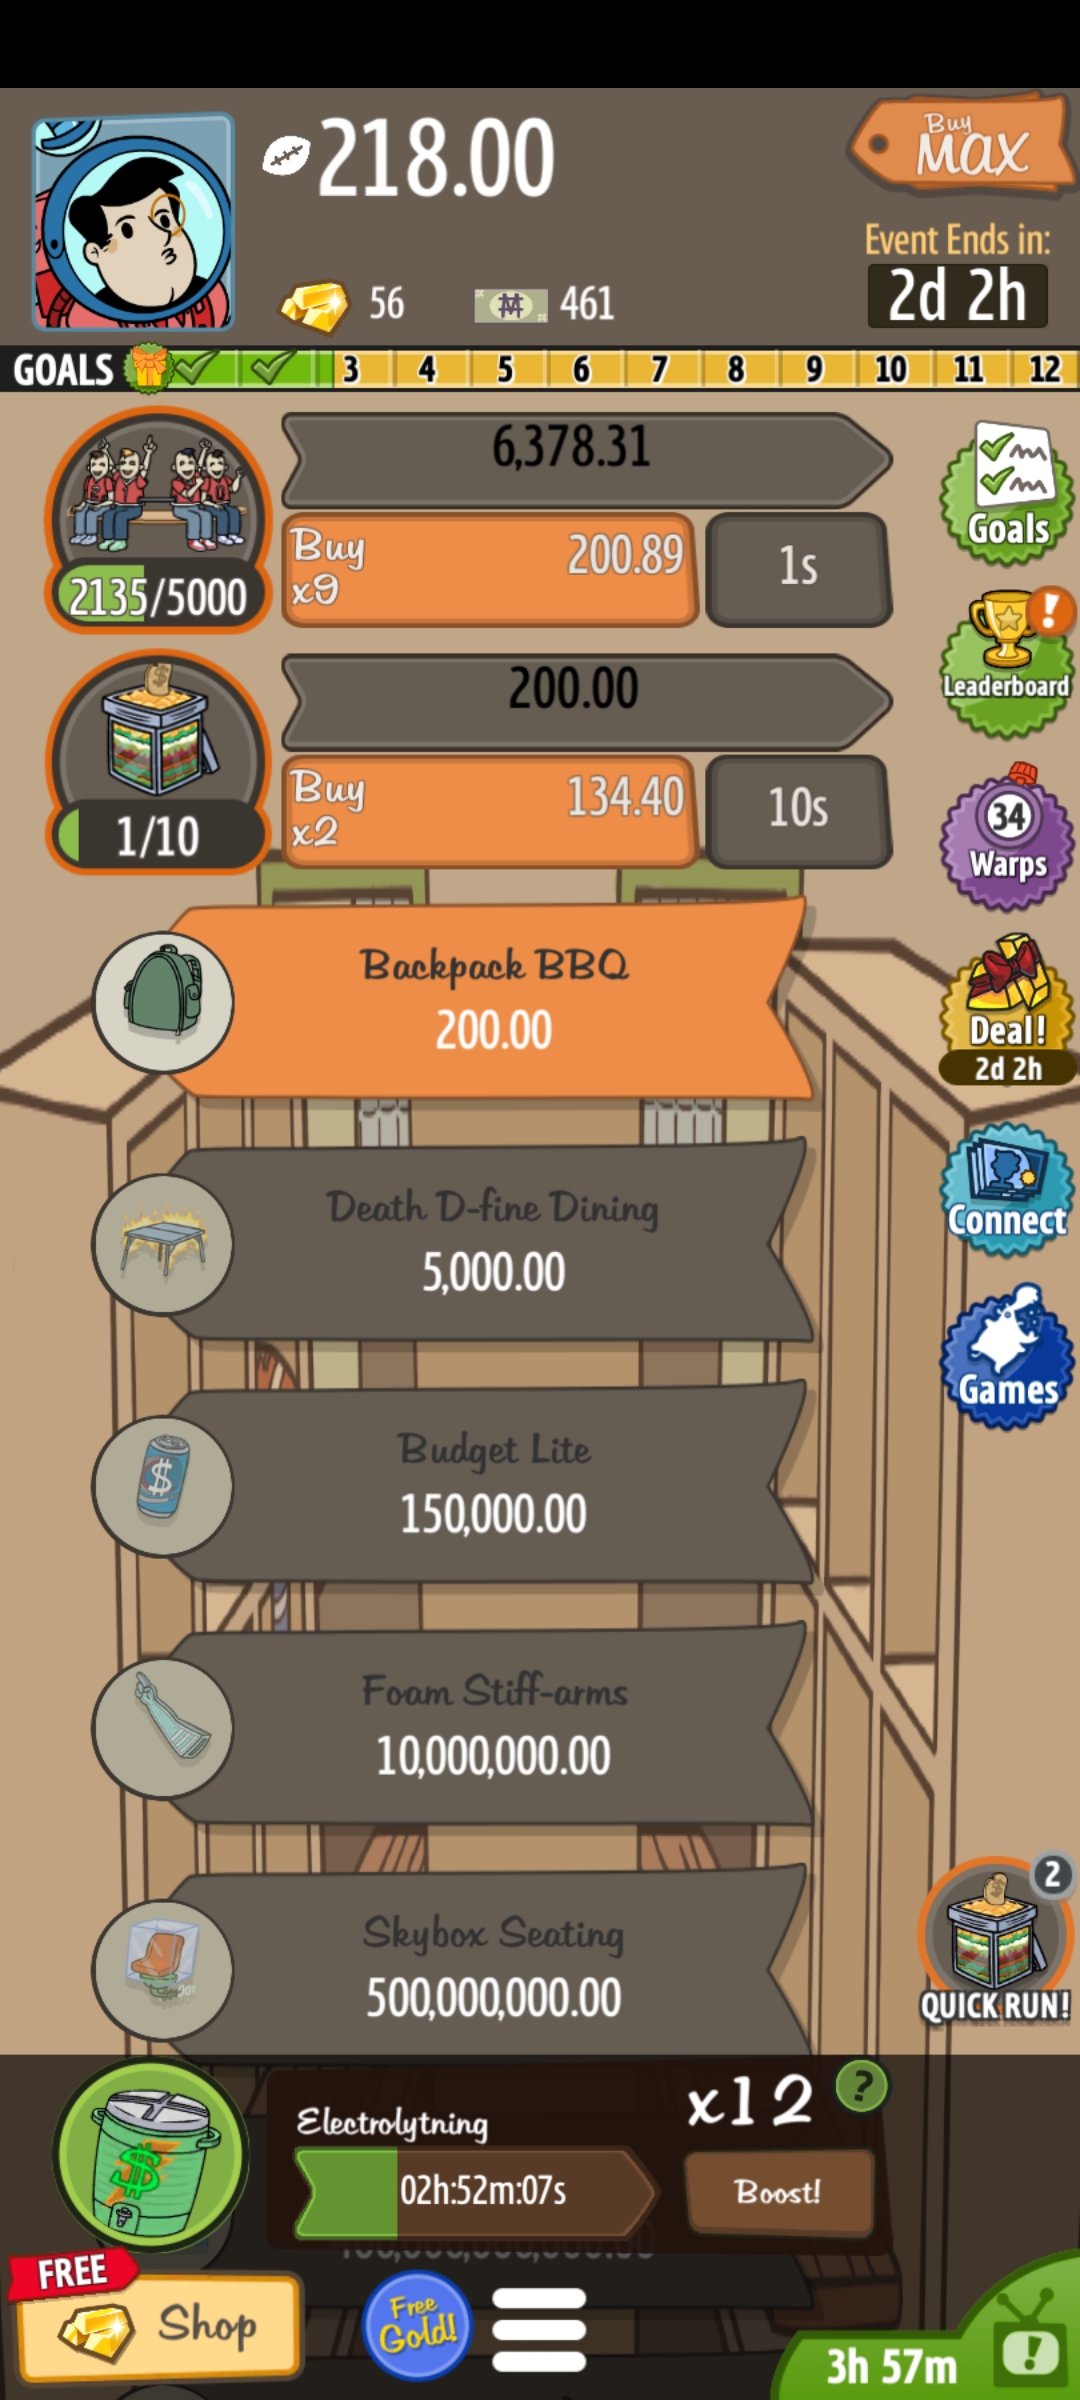 218.00
Buy
MAX
56
461
Event Ends in:
2d 2h
GOALS 3 4 5 6 7 8 9 10 11 12
6,378.31
Buy
x9
200.89
1s
2135/5000
Goals
Leaderboard
200.00
Buy
x2
134.40
10s
1/10
34
Warps
Backpack BBQ
200.00
Deal!
2d 2h
Death D-fine Dining
5,000.00
Connect
Budget Lite
150,000.00
Games
Foam Stiff-arms
10,000,000.00
Skybox Seating
500,000,000.00
2
QUICK RUN!
Electrolytning
x12
?
02h:52m:07s
Boost!
FREE
Shop
Free
Gold!
3h 57m